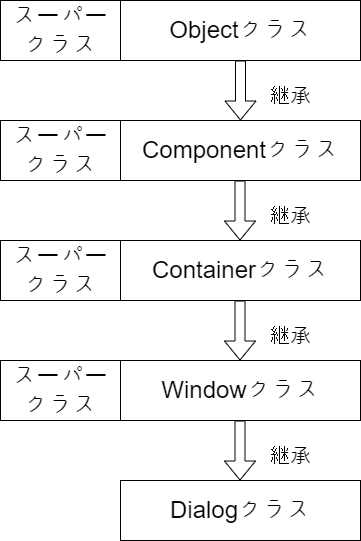 スーパー
クラス
Objectクラス
継承
スーパー
クラス
Componentクラス
継承
スーパー
クラス
Containerクラス
継承
スーパー
クラス
Windowクラス
継承
Dialogクラス